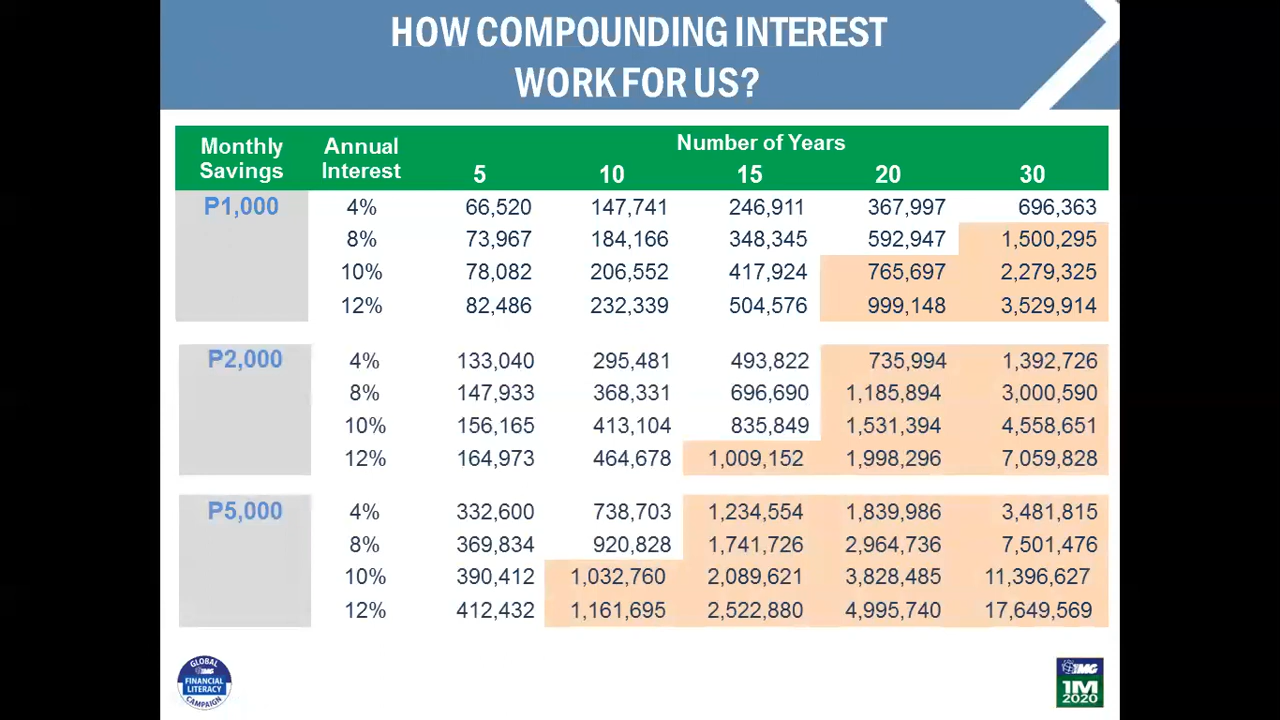 HOW COMPOUNDING INTEREST
WORK FOR US?
Monthly Savings Annual Interest Number of Years
5 10 15 20 30
P1,000 4% 66,520 147,741 246,911 367,997 696,363
8% 73,967 184,166 348,345 592,947 1,500,295
10% 78,082 206,552 417,924 765,697 2,279,325
12% 82,486 232,339 504,576 999,148 3,529,914
P2,000 4% 133,040 295,481 493,822 735,994 1,392,726
8% 147,933 368,331 696,690 1,185,894 3,000,590
10% 156,165 413,104 835,849 1,531,394 4,558,651
12% 164,973 464,678 1,009,152 1,998,296 7,059,828
P5,000 4% 332,600 738,703 1,234,554 1,839,986 3,481,815
8% 369,834 920,828 1,741,726 2,964,736 7,501,476
10% 390,412 1,032,760 2,089,621 3,828,485 11,396,627
12% 412,432 1,161,695 2,522,880 4,995,740 17,649,569
GLOBAL
IMG
FINANCIAL
LITERACY
CAMPAIGN
IMG
1M
2020